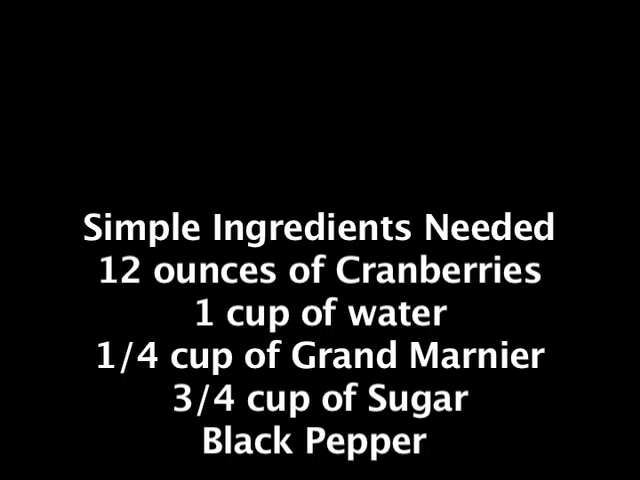 Simple Ingredients Needed
12 ounces of Cranberries
1 cup of water
1/4 cup of Grand Marnier
3/4 cup of Sugar
Black Pepper